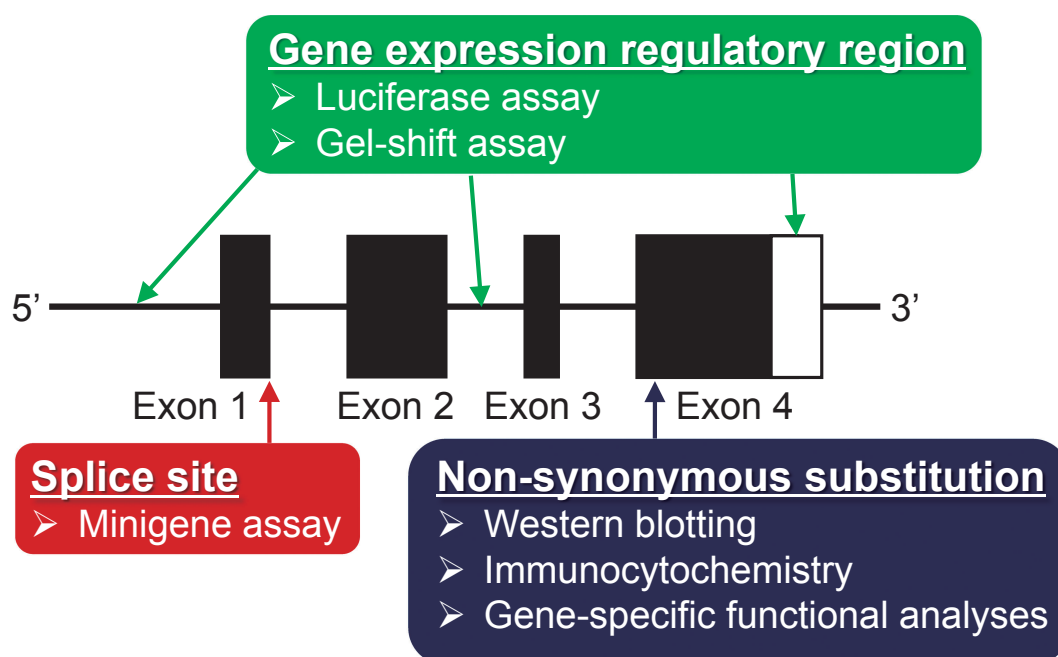 Gene expression regulatory region
➢ Luciferase assay
➢ Gel-shift assay
5’
3’
Exon 1
Exon 2
Exon 3
Exon 4
Splice site
➢ Minigene assay
Non-synonymous substitution
➢ Western blotting
➢ Immunocytochemistry
➢ Gene-specific functional analyses